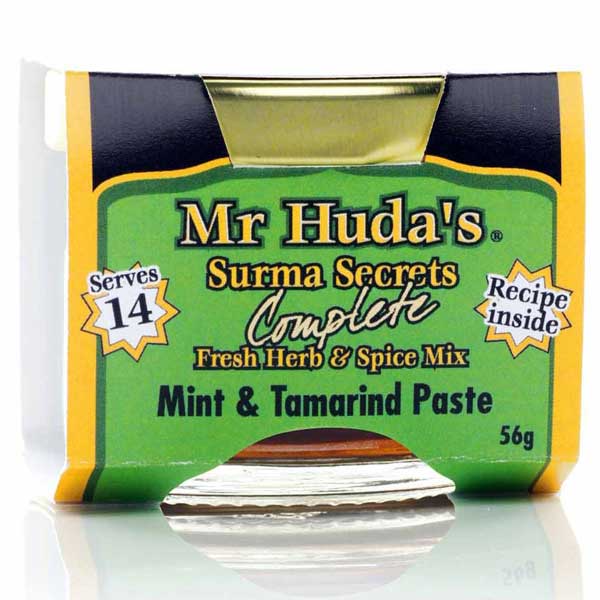 Mr Huda's®
Surma Secrets
Complete
Fresh Herb & Spice Mix
Mint & Tamarind Paste
56g
Serves
14
Recipe
inside